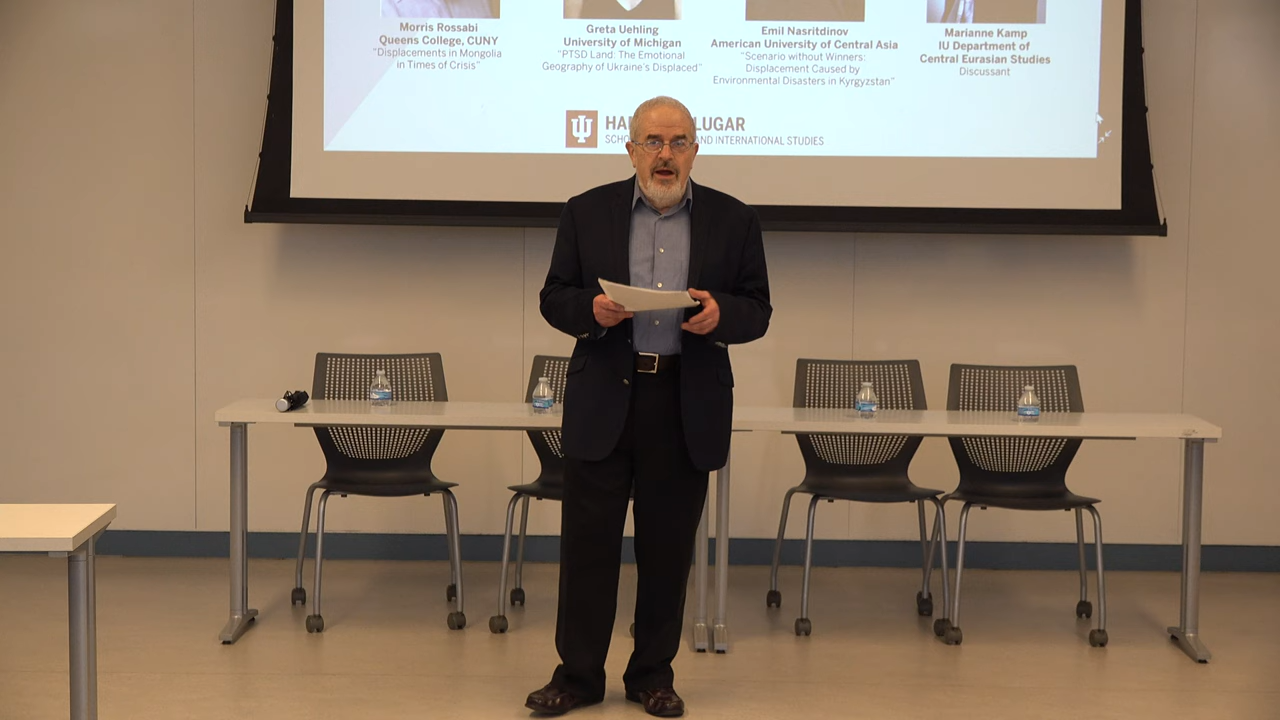 Morris Rossabi
Queens College, CUNY
“Displacements in Mongolia
in Times of Crisis”
Greta Uehling
University of Michigan
“PTSD Land: The Emotional
Geography of Ukraine’s Displaced”
Emil Nasritdinov
American University of Central Asia
“Scenario without Winners:
Displacement Caused by
Environmental Disasters in Kyrgyzstan”
Marianne Kamp
IU Department of
Central Eurasian Studies
Discussant
LUGAR
AND INTERNATIONAL STUDIES